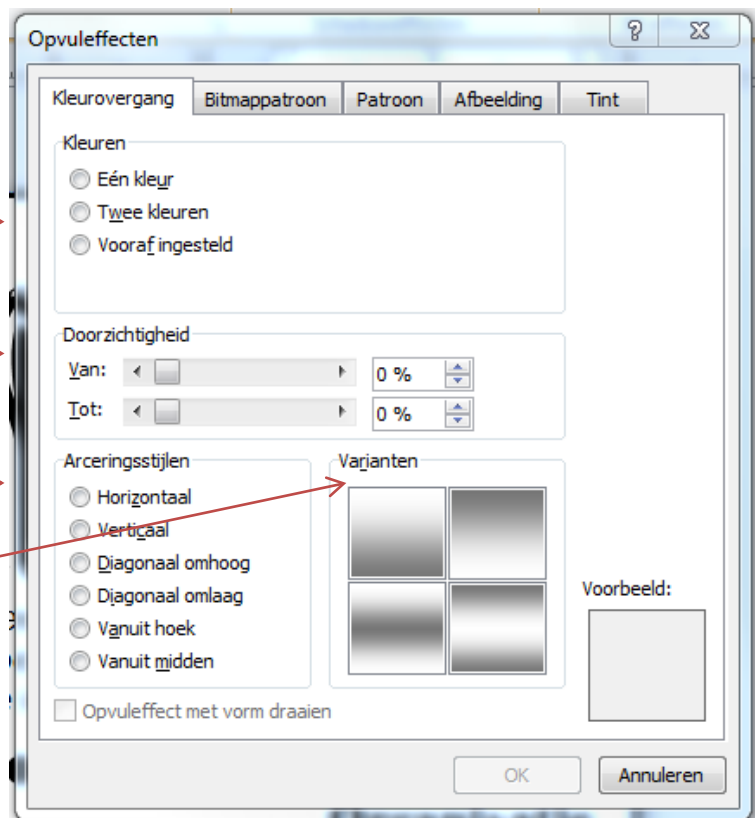 Opvuleffecten
Kleurovergang Bitmappatroon Patroon Afbeelding Tint
Kleuren
Eén kleur
Twee kleuren
Vooraf ingesteld
Doorzichtigheid
Van: 0 %
Tot: 0 %
Arceringsstijlen
Horizontaal
Verticaal
Diagonaal omhoog
Diagonaal omlaag
Vanuit hoek
Vanuit midden
Varianten
Voorbeeld:
Opvuleffect met vorm draaien
OK Annuleren